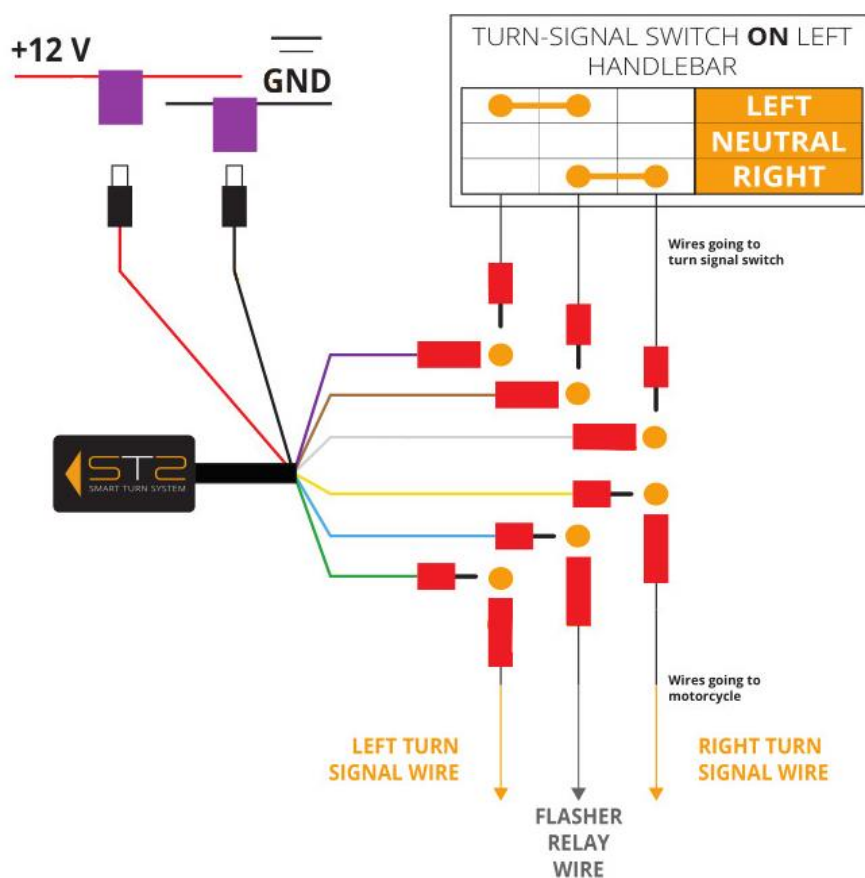 +12 V
GND
TURN-SIGNAL SWITCH ON LEFT
HANDLEBAR
LEFT
NEUTRAL
RIGHT
Wires going to
turn signal switch
STS
SMART TURN SYSTEM
Wires going to
motorcycle
LEFT TURN
SIGNAL WIRE
RIGHT TURN
SIGNAL WIRE
FLASHER
RELAY
WIRE